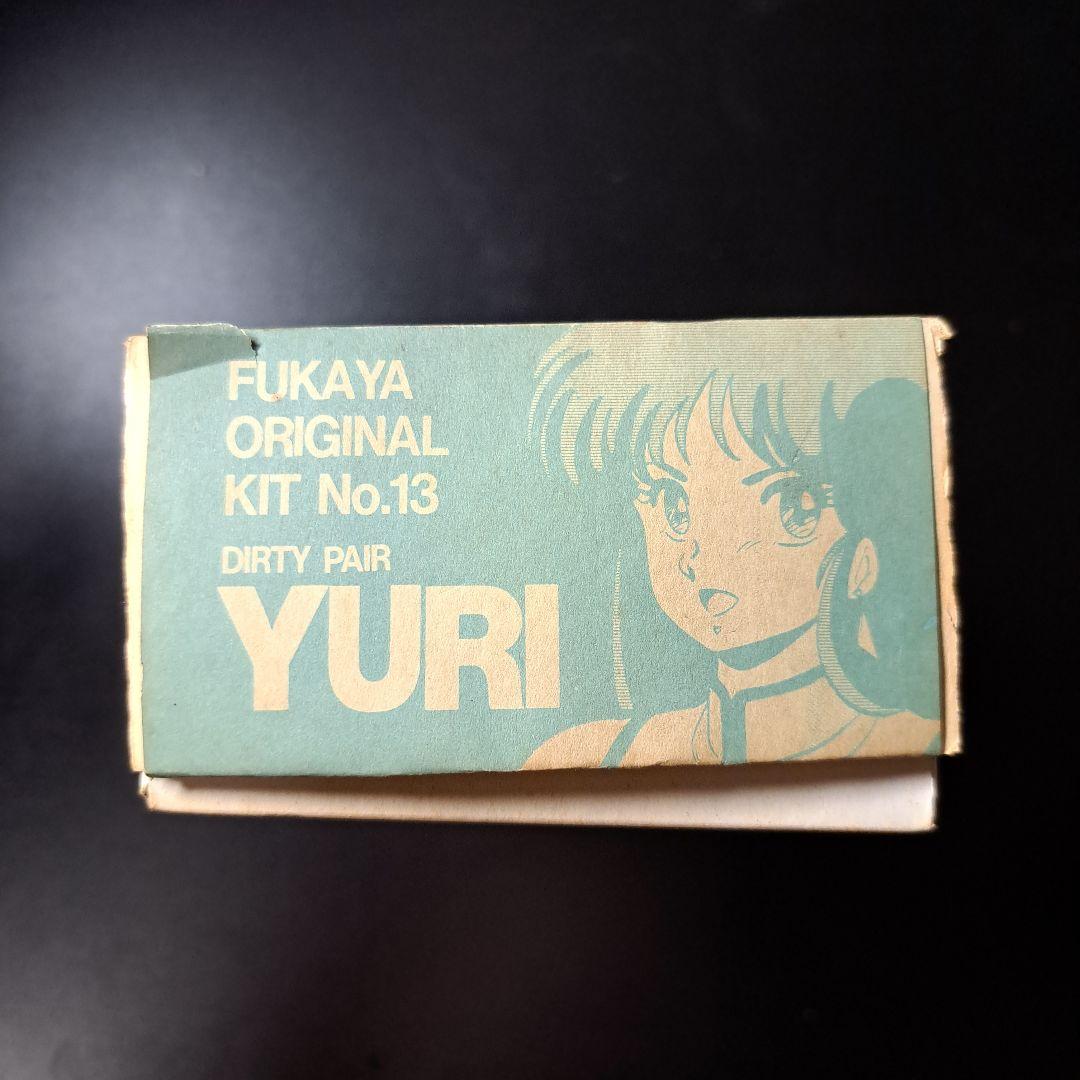 FUKAYA
ORIGINAL
KIT No.13
DIRTY PAIR
YURI